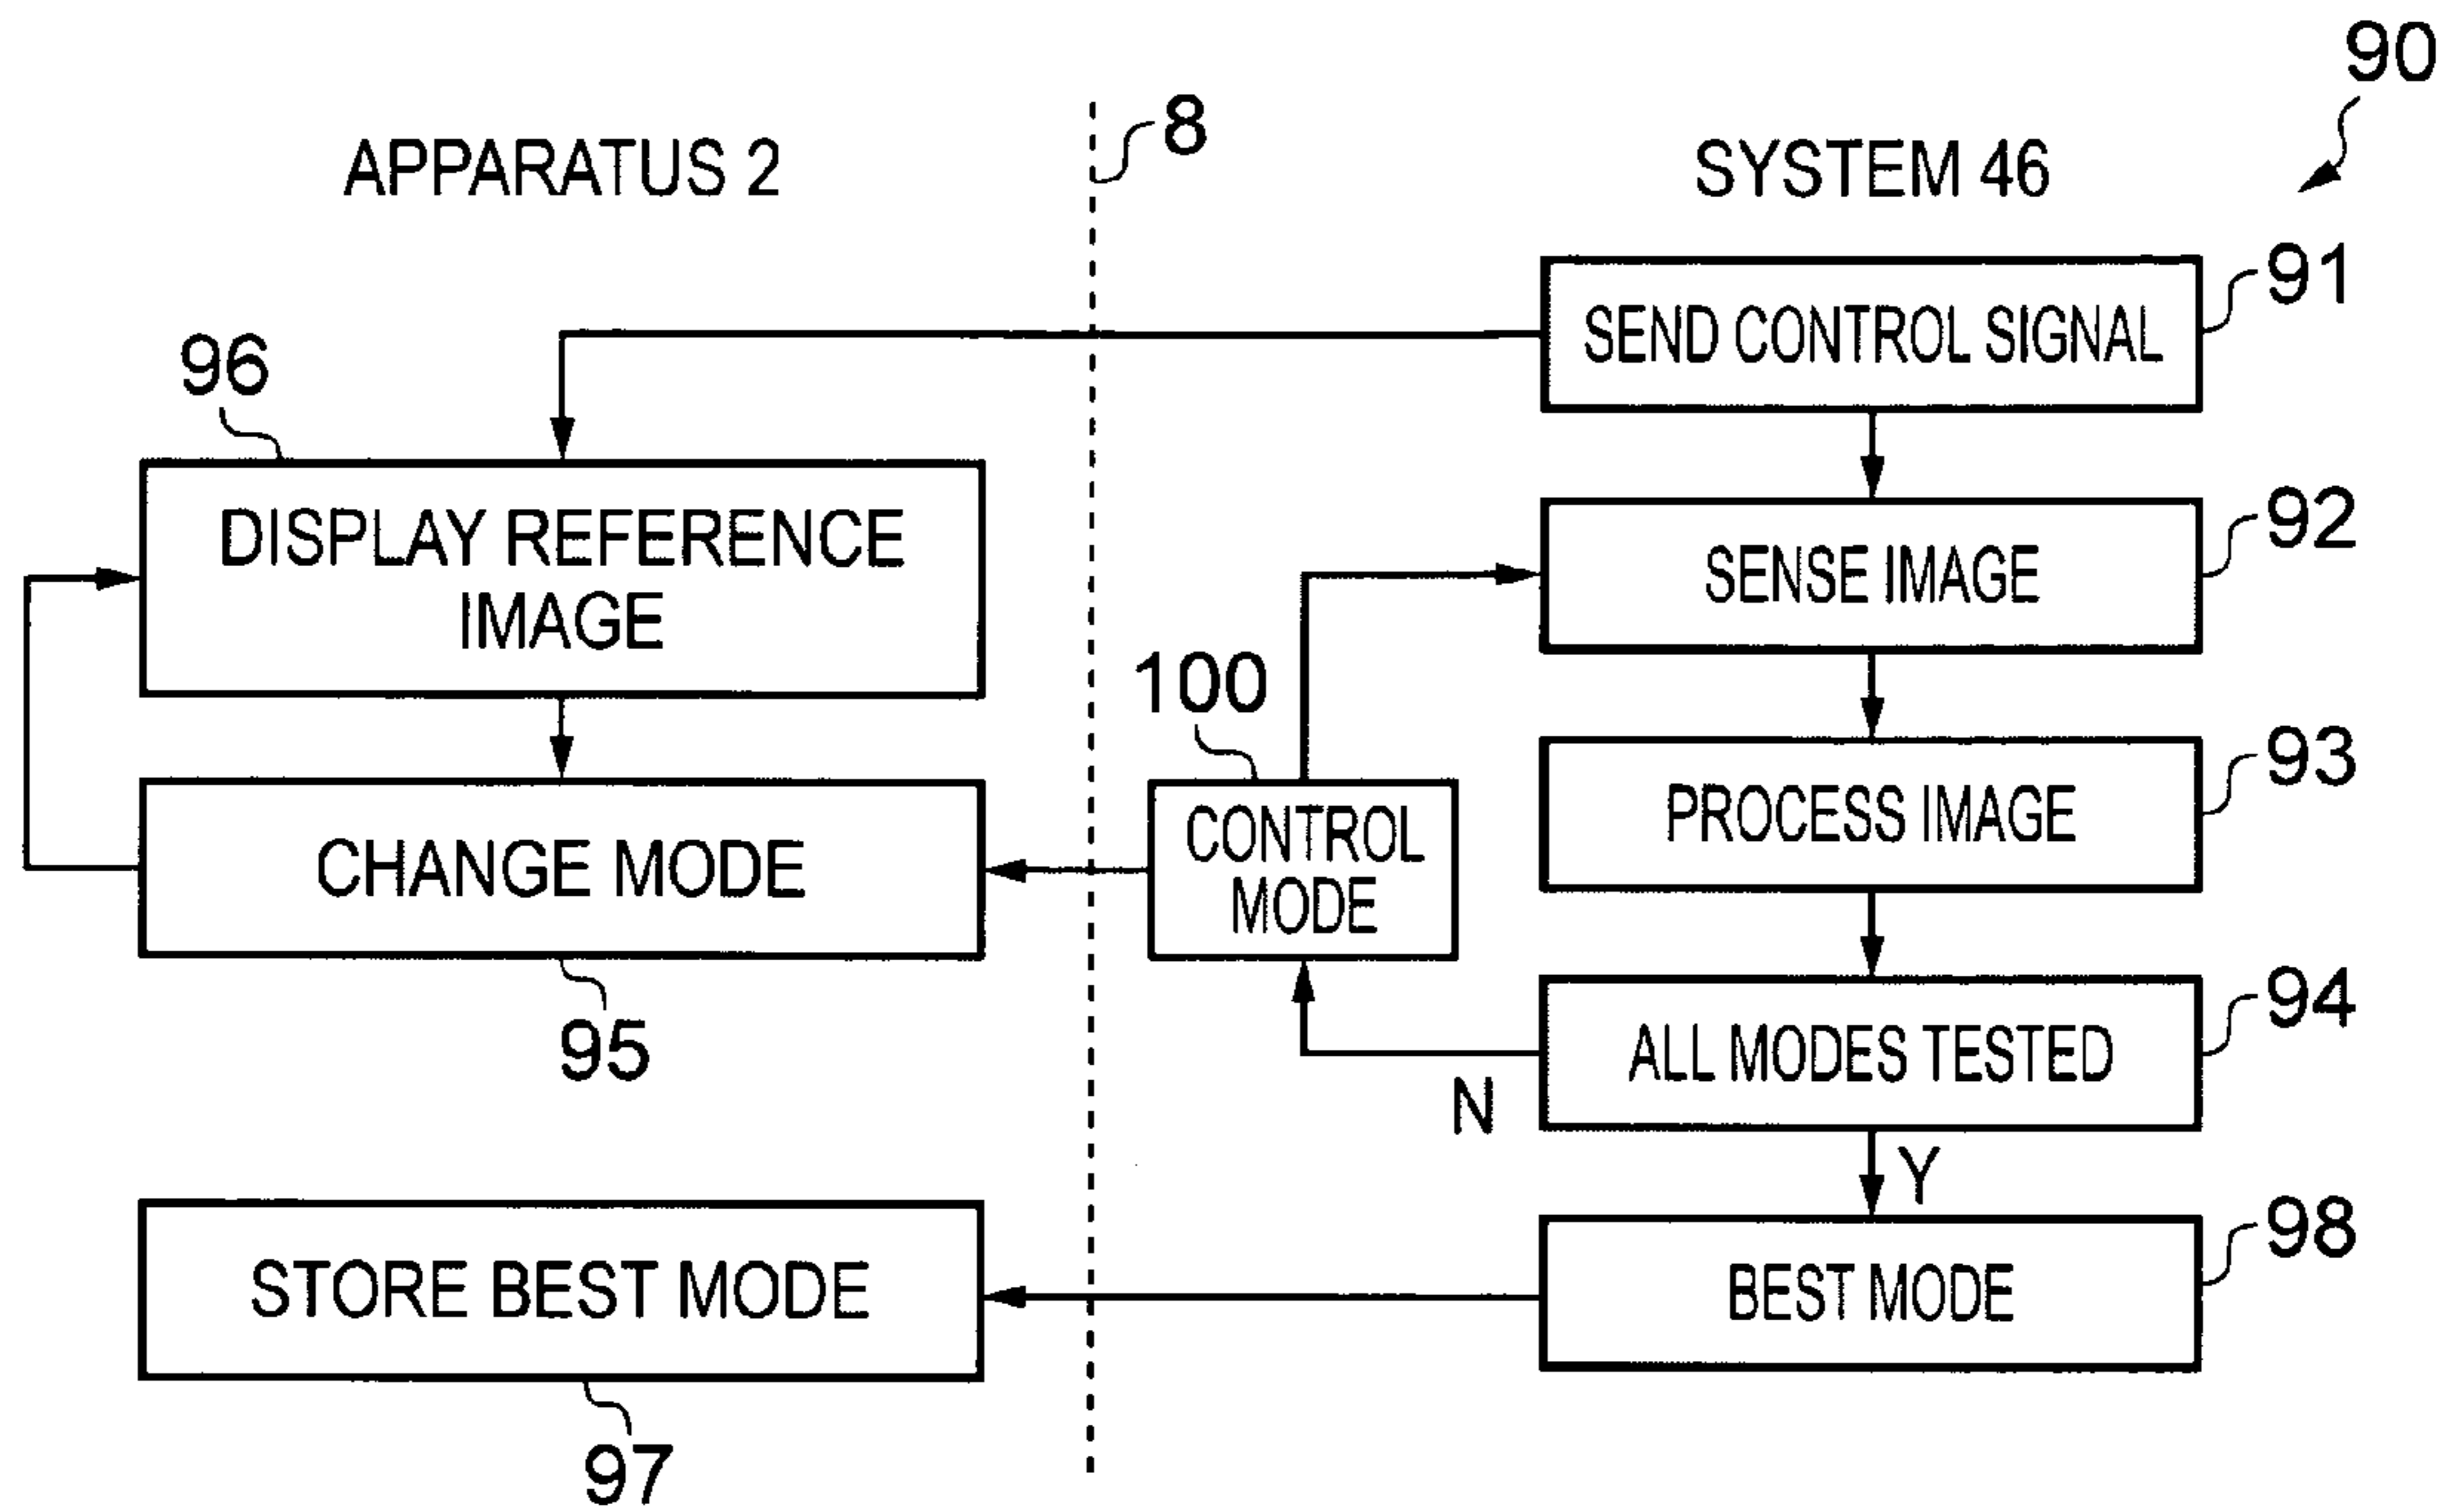 90
APPARATUS 2
8
SYSTEM 46
91
SEND CONTROL SIGNAL
96
DISPLAY REFERENCE
IMAGE
92
SENSE IMAGE
100
CONTROL
MODE
93
PROCESS IMAGE
CHANGE MODE
95
94
ALL MODES TESTED
N
Y
98
BEST MODE
STORE BEST MODE
97